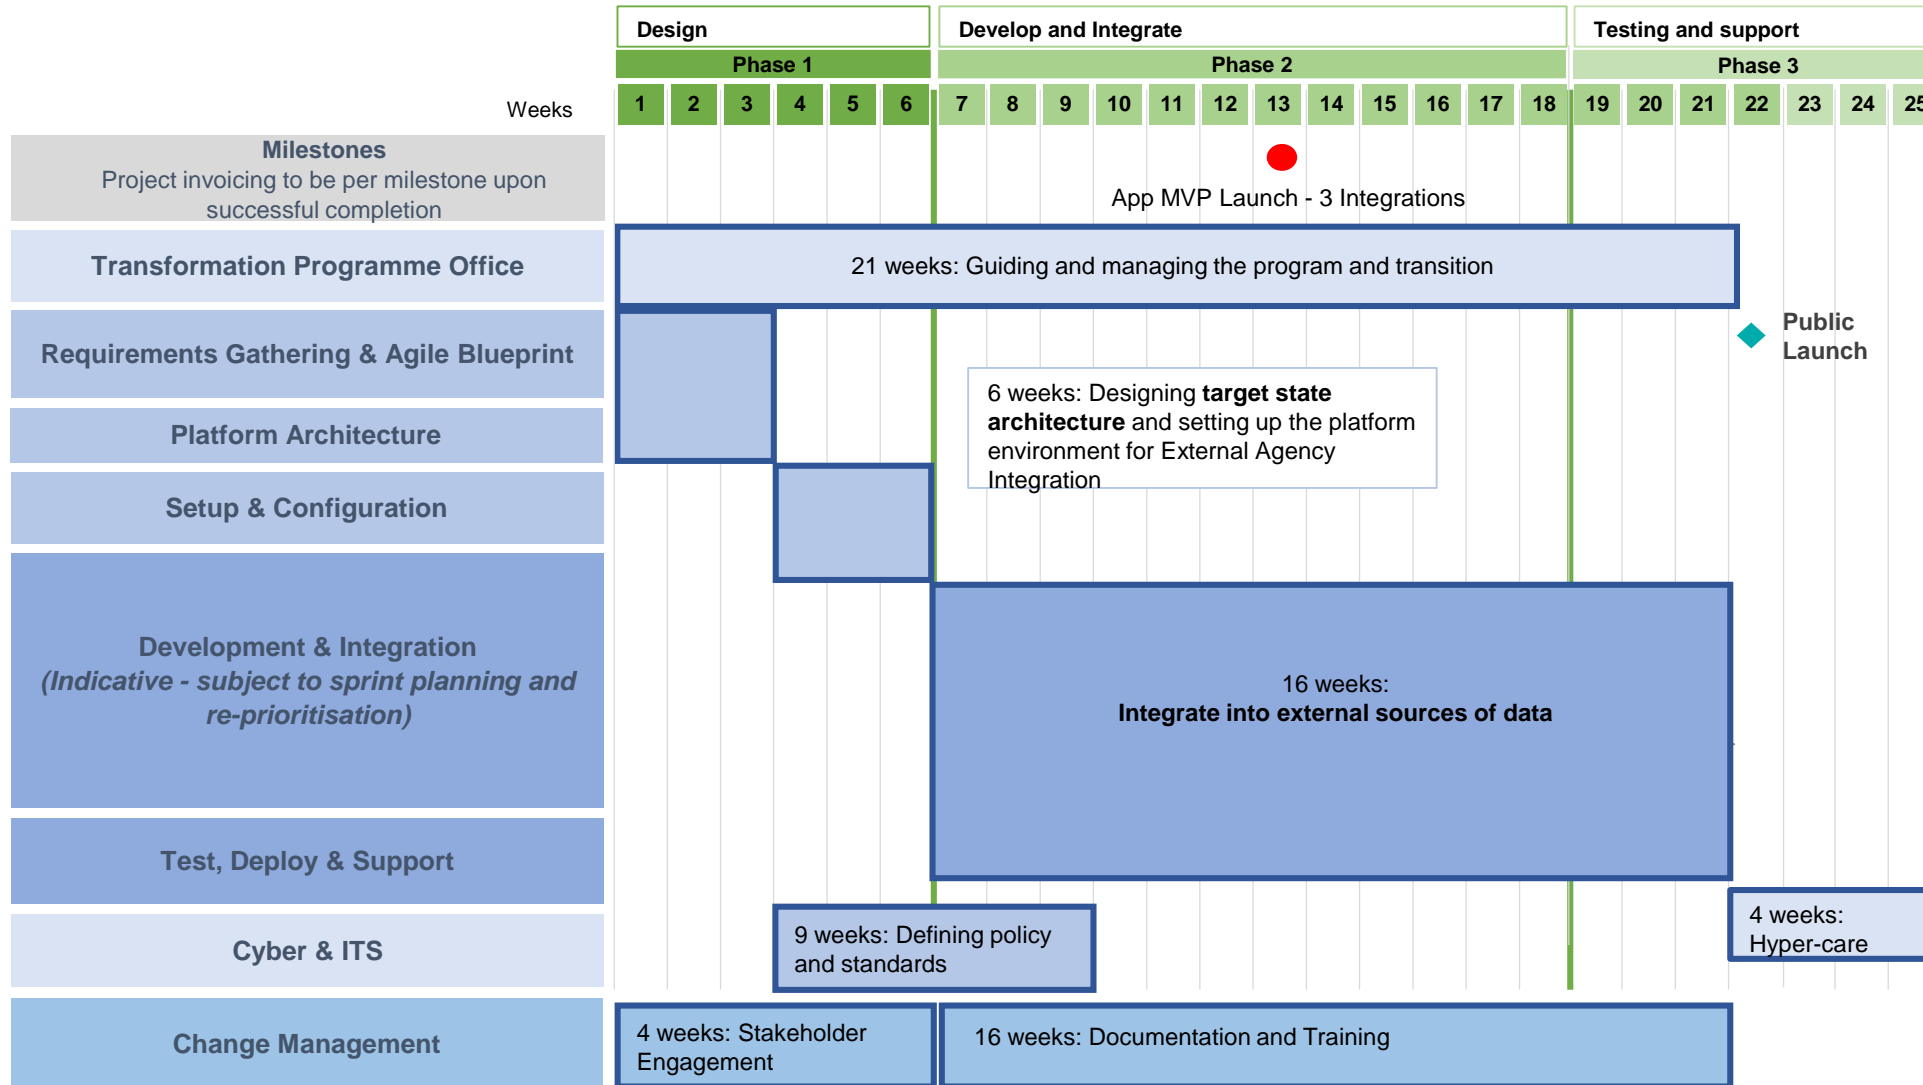 Design
Develop and Integrate
Testing and support
Phase 1
Phase 2
Phase 3
Weeks
1 2 3 4 5 6 7 8 9 10 11 12 13 14 15 16 17 18 19 20 21 22 23 24 25
Milestones
Project invoicing to be per milestone upon
successful completion
App MVP Launch - 3 Integrations
Transformation Programme Office
21 weeks: Guiding and managing the program and transition
Requirements Gathering & Agile Blueprint
Public
Launch
6 weeks: Designing target state
architecture and setting up the platform
environment for External Agency
Integration
Platform Architecture
Setup & Configuration
Development & Integration
(Indicative - subject to sprint planning and
re-prioritisation)
16 weeks:
Integrate into external sources of data
Test, Deploy & Support
Cyber & ITS
9 weeks: Defining policy
and standards
4 weeks:
Hyper-care
Change Management
4 weeks: Stakeholder
Engagement
16 weeks: Documentation and Training